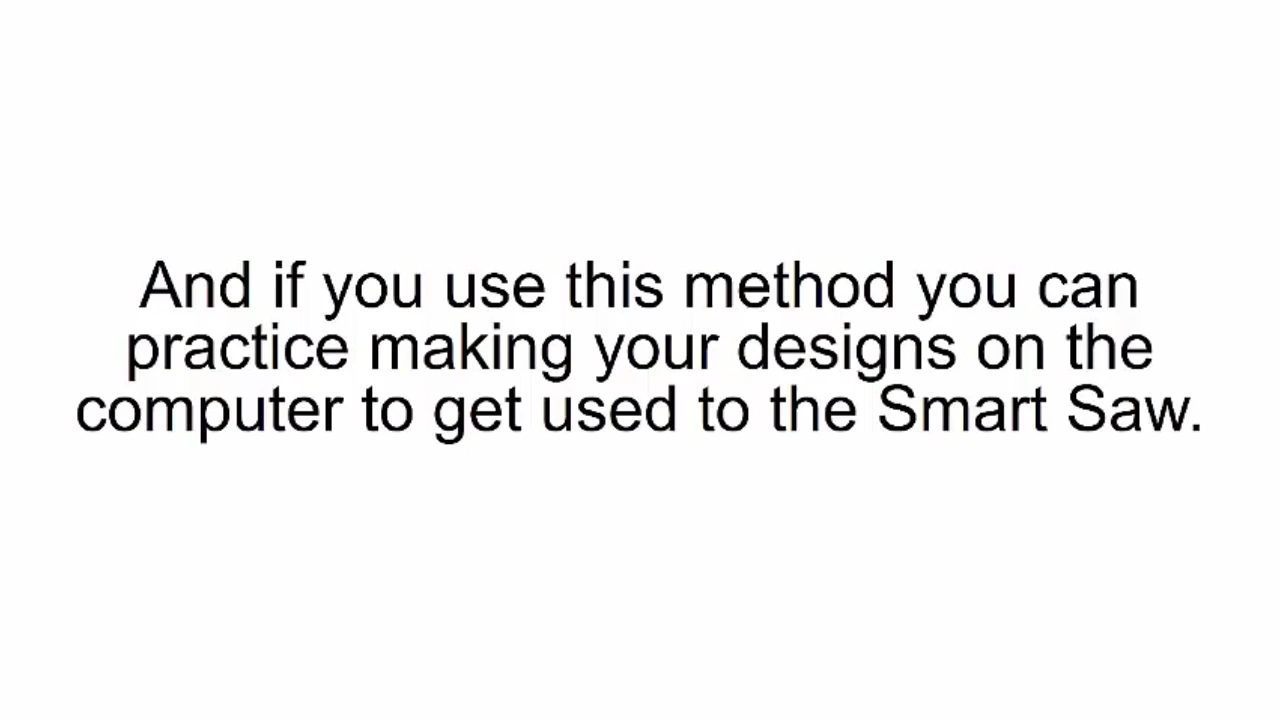 And if you use this method you can
practice making your designs on the
computer to get used to the Smart Saw.